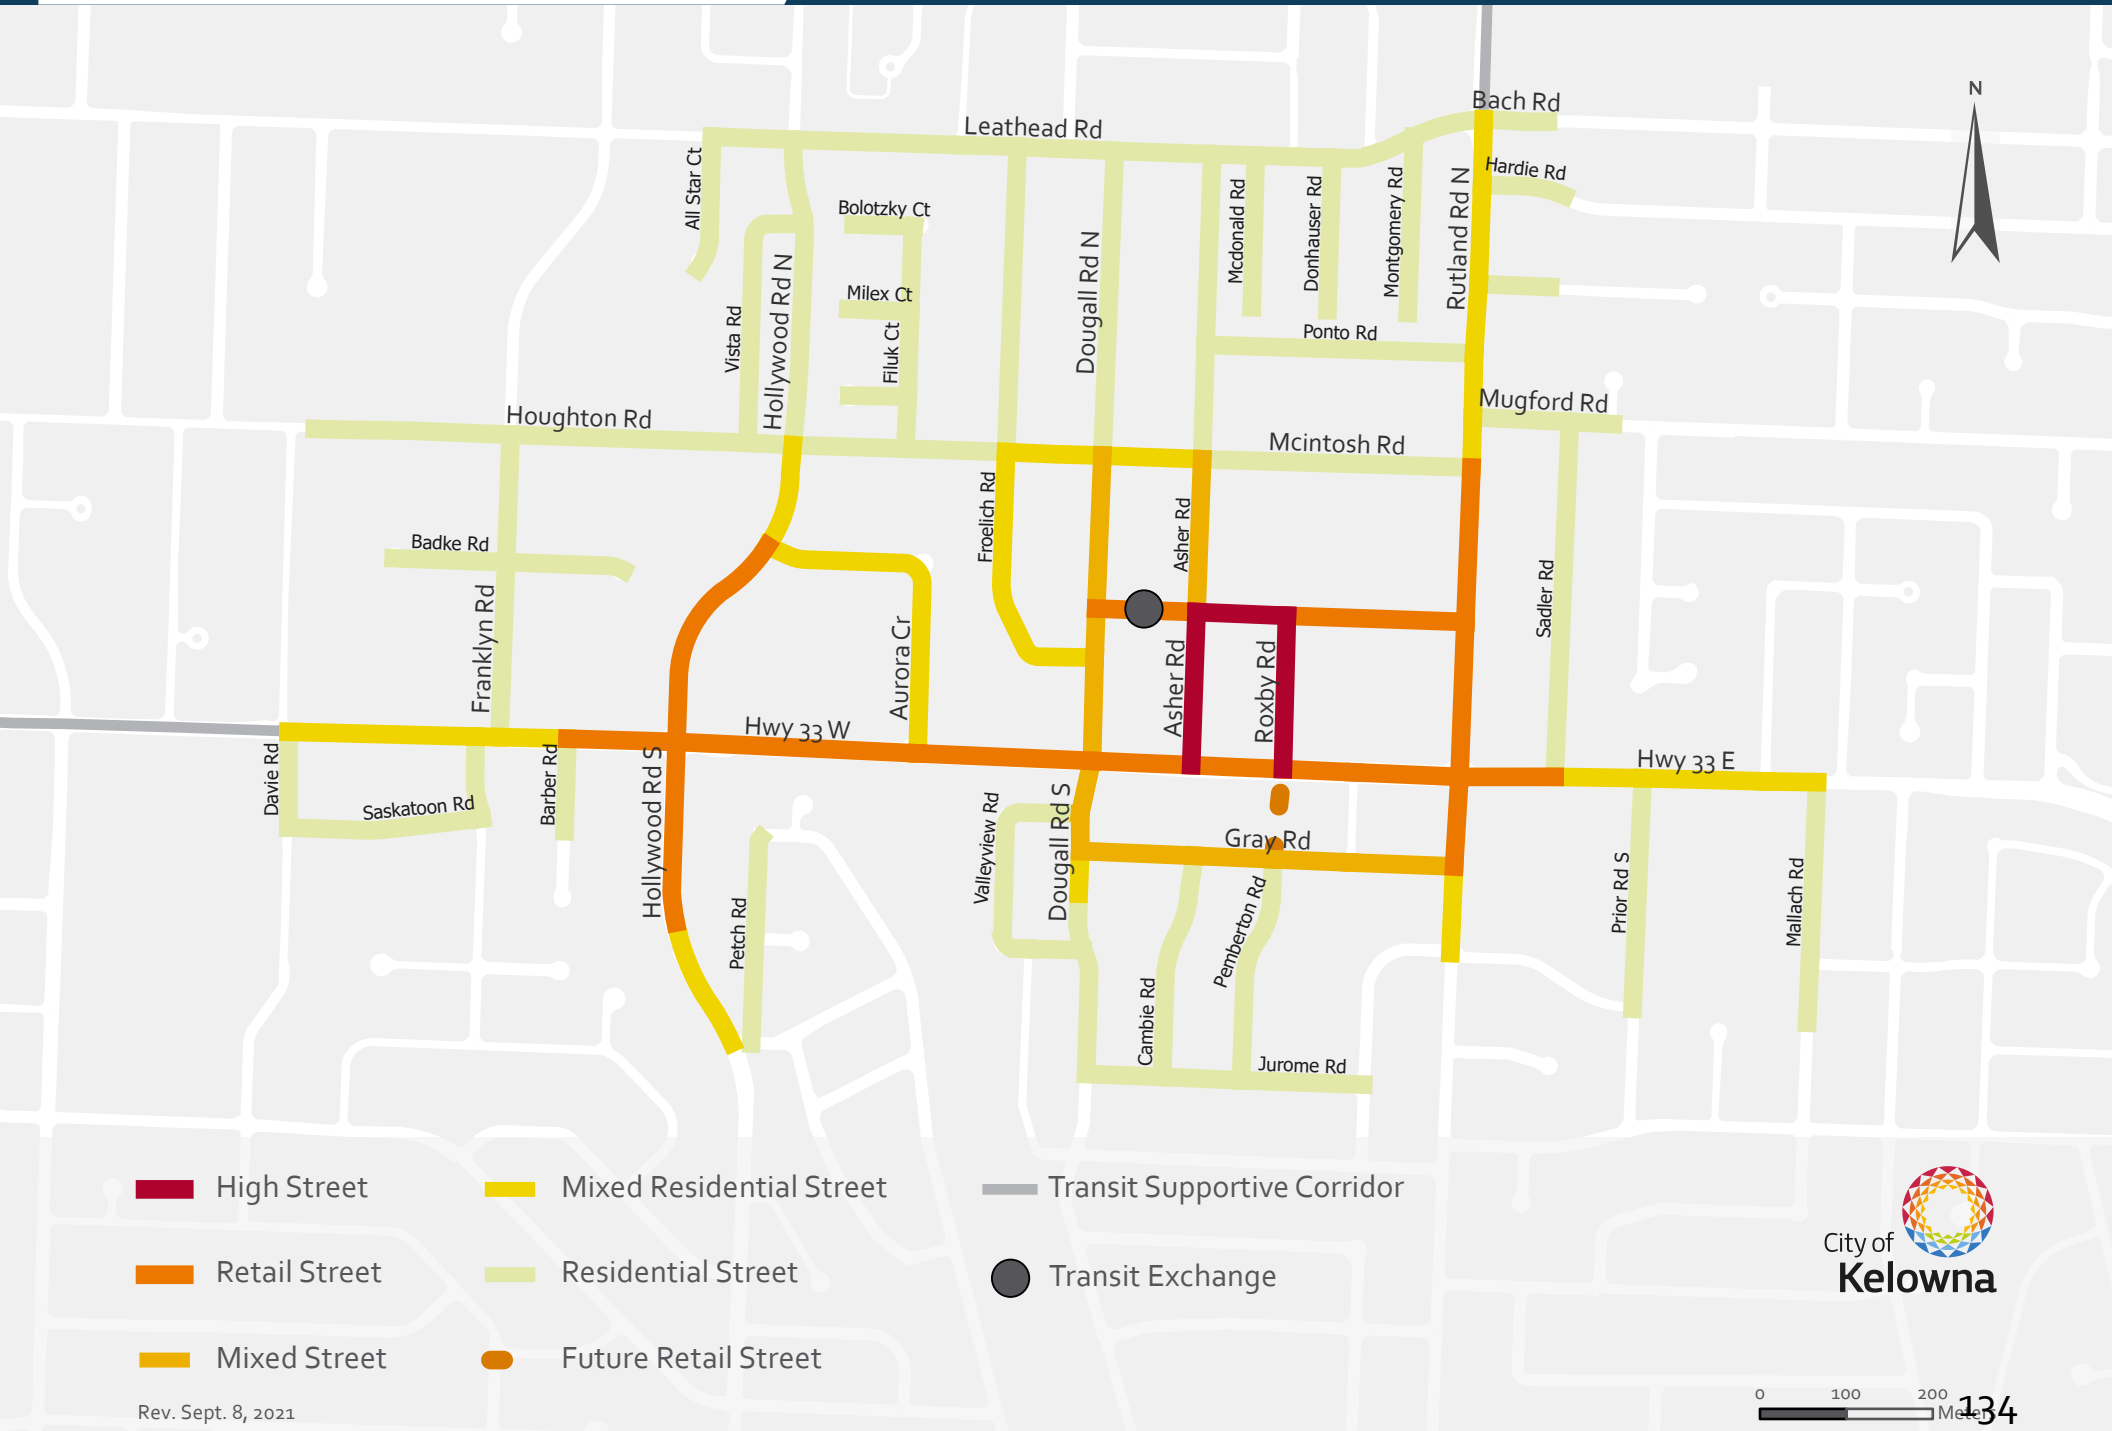 Bach Rd
N
Leathead Rd
All Star Ct
Hardie Rd
Bolotzky Ct
Mcdonald Rd
Donhauser Rd
Montgomery Rd
Rutland Rd N
Hollywood Rd N
Dougall Rd N
Milex Ct
Vista Rd
Filuk Ct
Ponto Rd
Houghton Rd
Mugford Rd
Mcintosh Rd
Froelich Rd
Asher Rd
Badke Rd
Franklyn Rd
Sadler Rd
Aurora Cr
Asher Rd
Roxby Rd
Hwy 33 W
Hwy 33 E
Davie Rd
Saskatoon Rd
Barber Rd
Hollywood Rd S
Valleyview Rd
Dougall Rd S
Gray Rd
Petch Rd
Pemberton Rd
Prior Rd S
Mallach Rd
Cambie Rd
Jurome Rd
High Street
Mixed Residential Street
Transit Supportive Corridor
Retail Street
Residential Street
Transit Exchange
Mixed Street
Future Retail Street
City of
Kelowna
Rev. Sept. 8, 2021
0 100 200
Meters
134